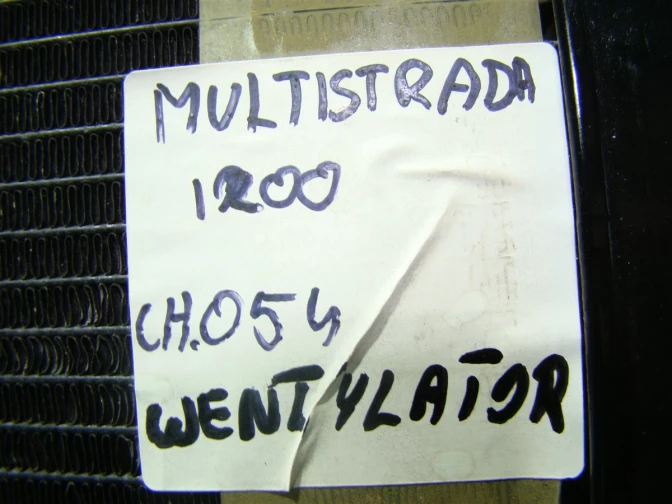 MULTISTRADA
1200
CH.054
WENTYLATOR